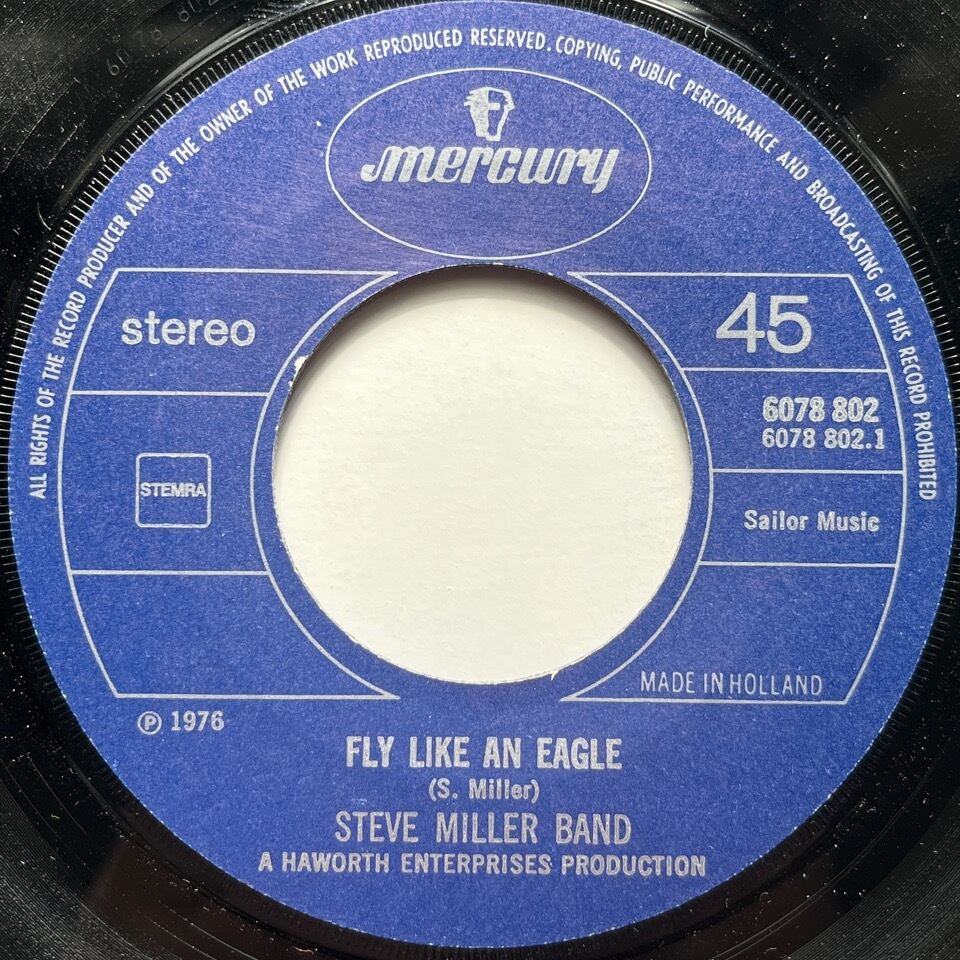 ALL RIGHTS OF THE RECORD PRODUCER AND OF THE OWNER OF THE WORK REPRODUCED RESERVED. COPYING, PUBLIC PERFORMANCE AND BROADCASTING OF THIS RECORD PROHIBITED
mercury
stereo
45
6078 802
6078 802.1
STEMRA
Sailor Music
MADE IN HOLLAND
Ⓟ 1976
FLY LIKE AN EAGLE
(S. Miller)
STEVE MILLER BAND
A HAWORTH ENTERPRISES PRODUCTION